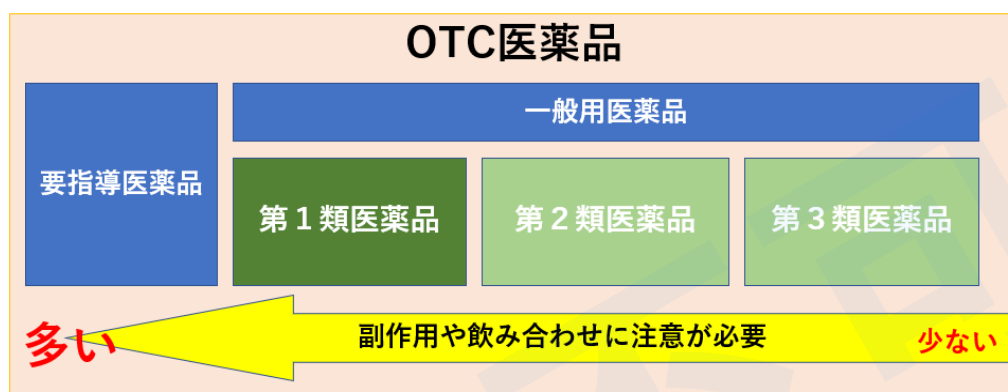 OTC医薬品
要指導医薬品
一般用医薬品
第１類医薬品
第２類医薬品
第３類医薬品
多い
副作用や飲み合わせに注意が必要
少ない